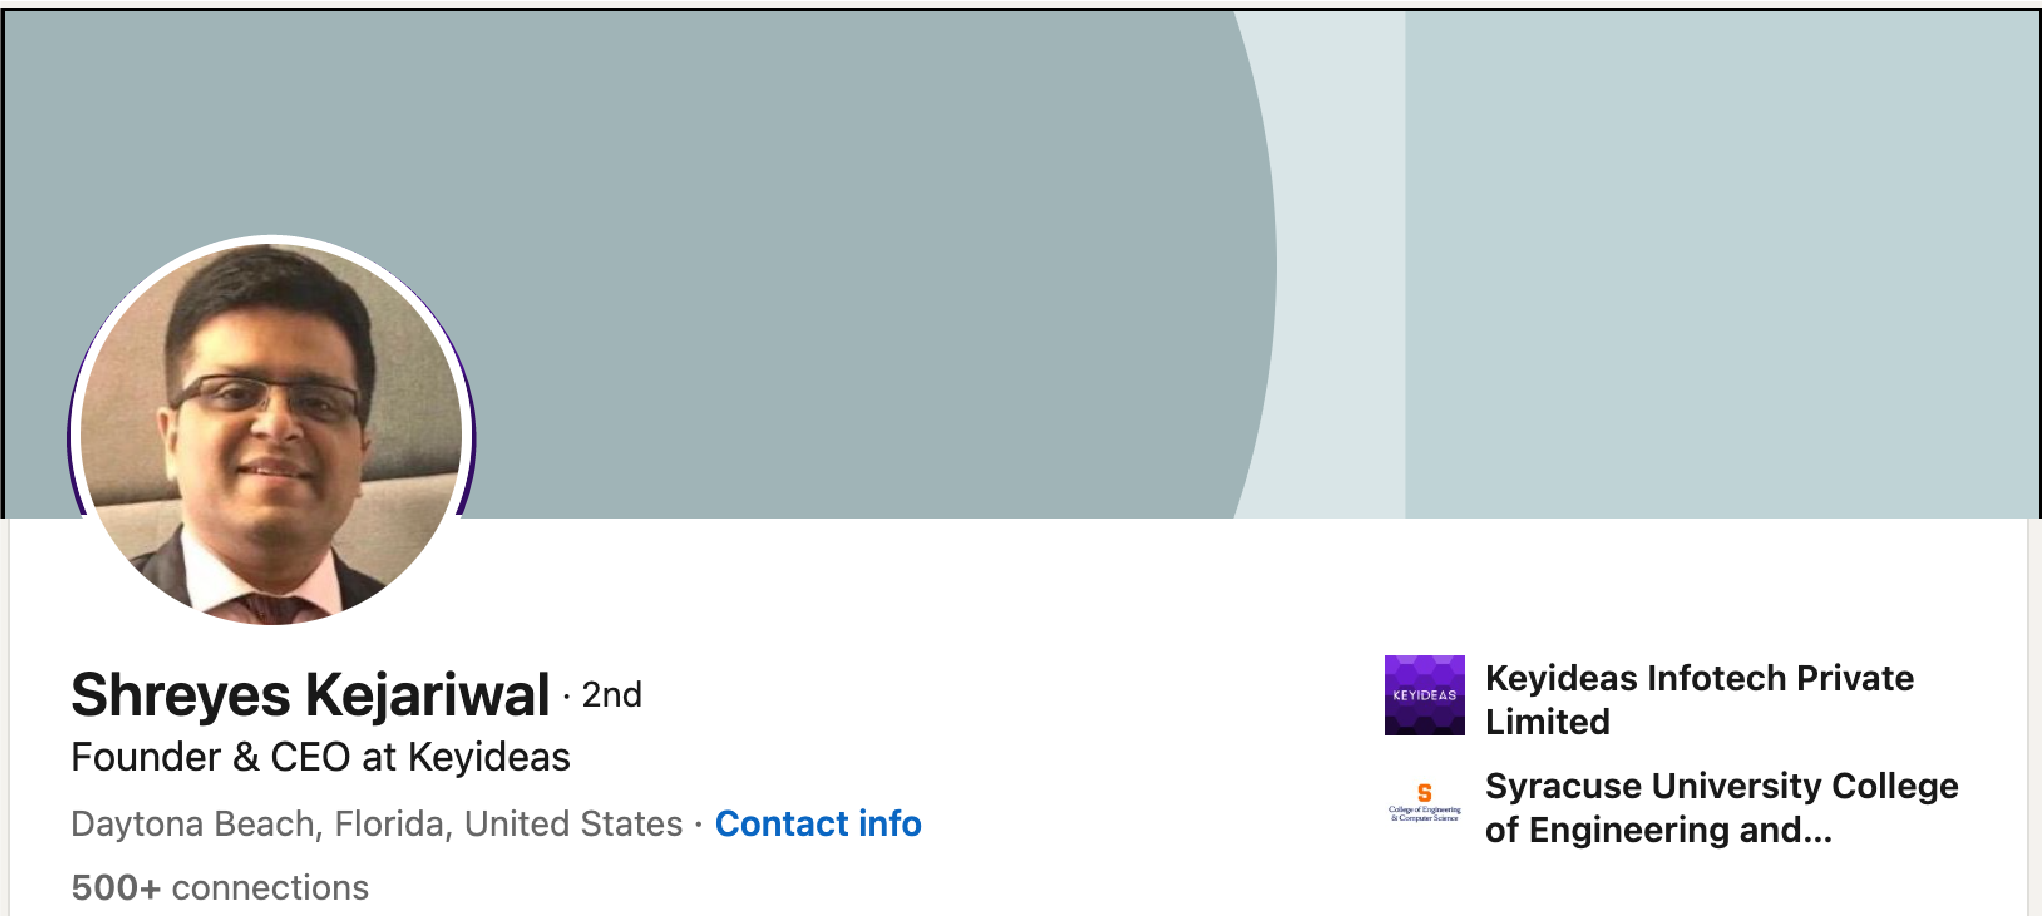 Shreyes Kejariwal · 2nd
Founder & CEO at Keyideas
Daytona Beach, Florida, United States · Contact info
500+ connections
KEYIDEAS
Keyideas Infotech Private
Limited
S
College of Engineering
& Computer Science
Syracuse University College
of Engineering and...